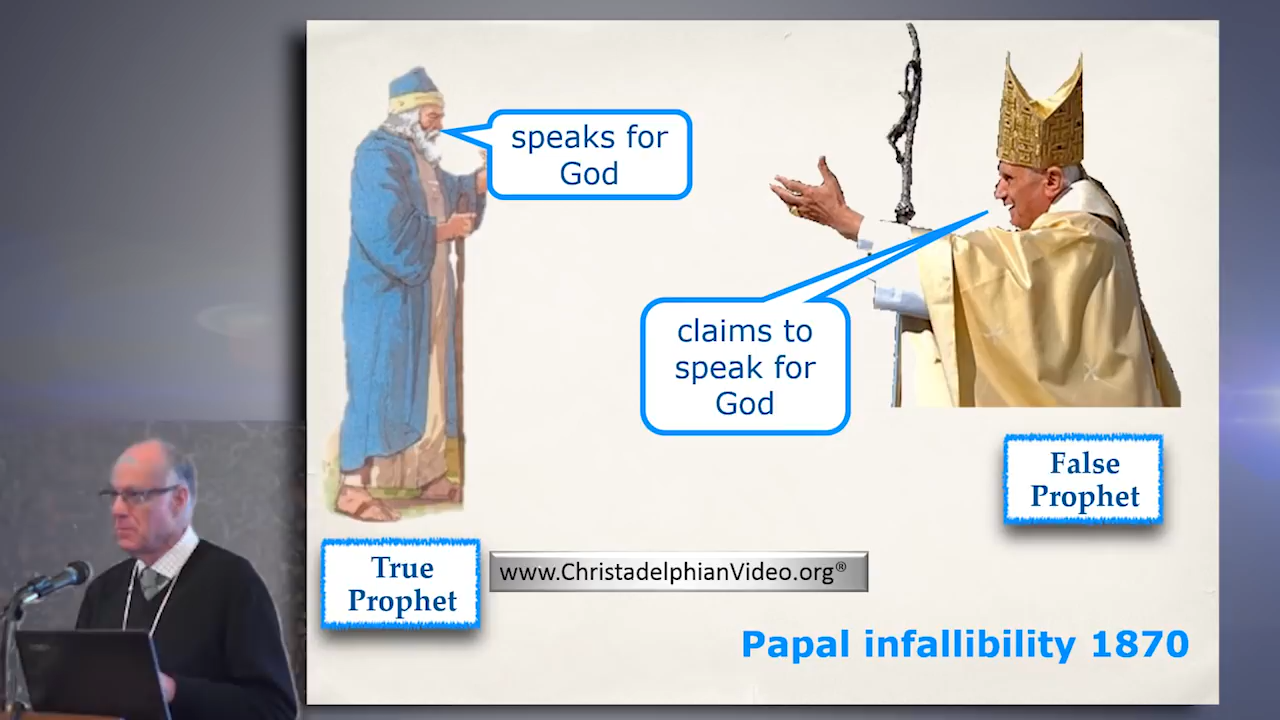 speaks for
God
claims to
speak for
God
False
Prophet
True
Prophet
www.ChristadelphianVideo.org®
Papal infallibility 1870